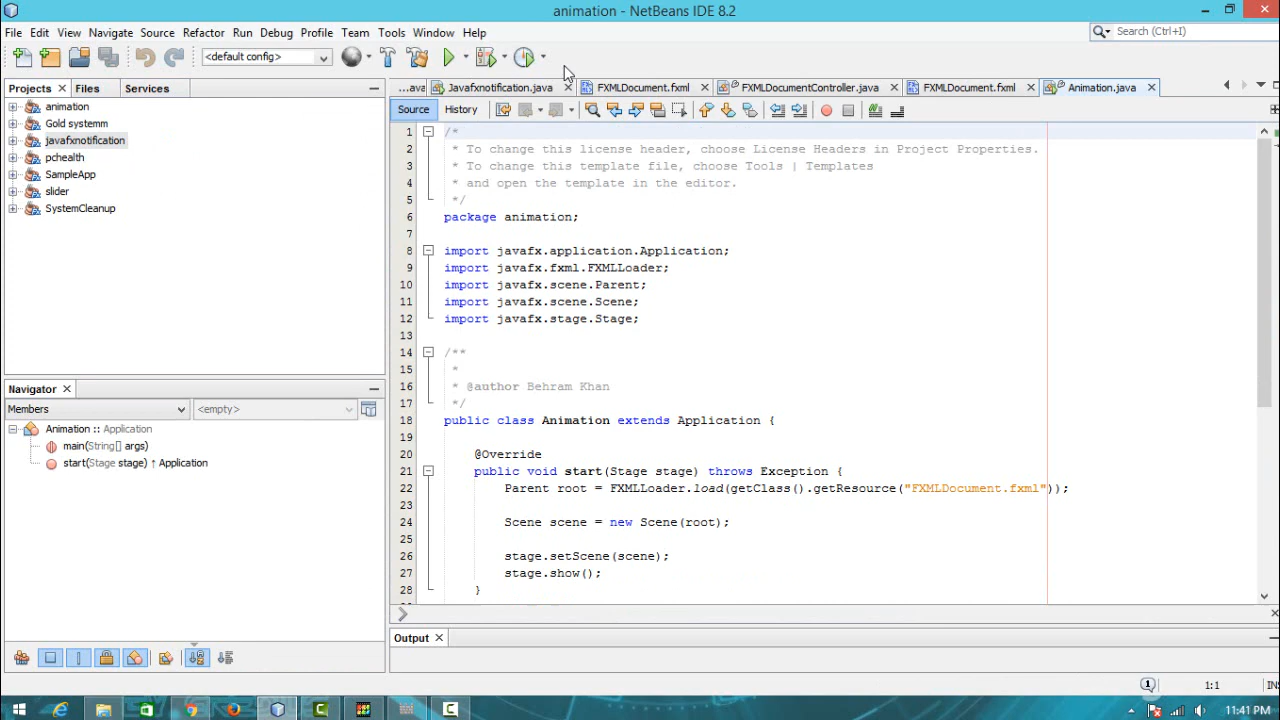 animation - NetBeans IDE 8.2
File Edit View Navigate Source Refactor Run Debug Profile Team Tools Window Help
Search (Ctrl+I)
<default config>
Projects Files Services
...ava Javafxnotification.java FXMLDocument.fxml FXMLDocumentController.java FXMLDocument.fxml Animation.java
Source History
animation
Gold systemm
javafxnotification
pchealth
SampleApp
slider
SystemCleanup
Navigator
Members <empty>
Animation :: Application
main(String[] args)
start(Stage stage) ↑ Application
1 /*
2 * To change this license header, choose License Headers in Project Properties.
3 * To change this template file, choose Tools | Templates
4 * and open the template in the editor.
5 */
6 package animation;
7
8 import javafx.application.Application;
9 import javafx.fxml.FXMLLoader;
10 import javafx.scene.Parent;
11 import javafx.scene.Scene;
12 import javafx.stage.Stage;
13
14 /**
15 *
16 * @author Behram Khan
17 */
18 public class Animation extends Application {
19
20 @Override
21 public void start(Stage stage) throws Exception {
22 Parent root = FXMLLoader.load(getClass().getResource("FXMLDocument.fxml"));
23
24 Scene scene = new Scene(root);
25
26 stage.setScene(scene);
27 stage.show();
28 }
Output
1 1:1 INS
11:41 PM